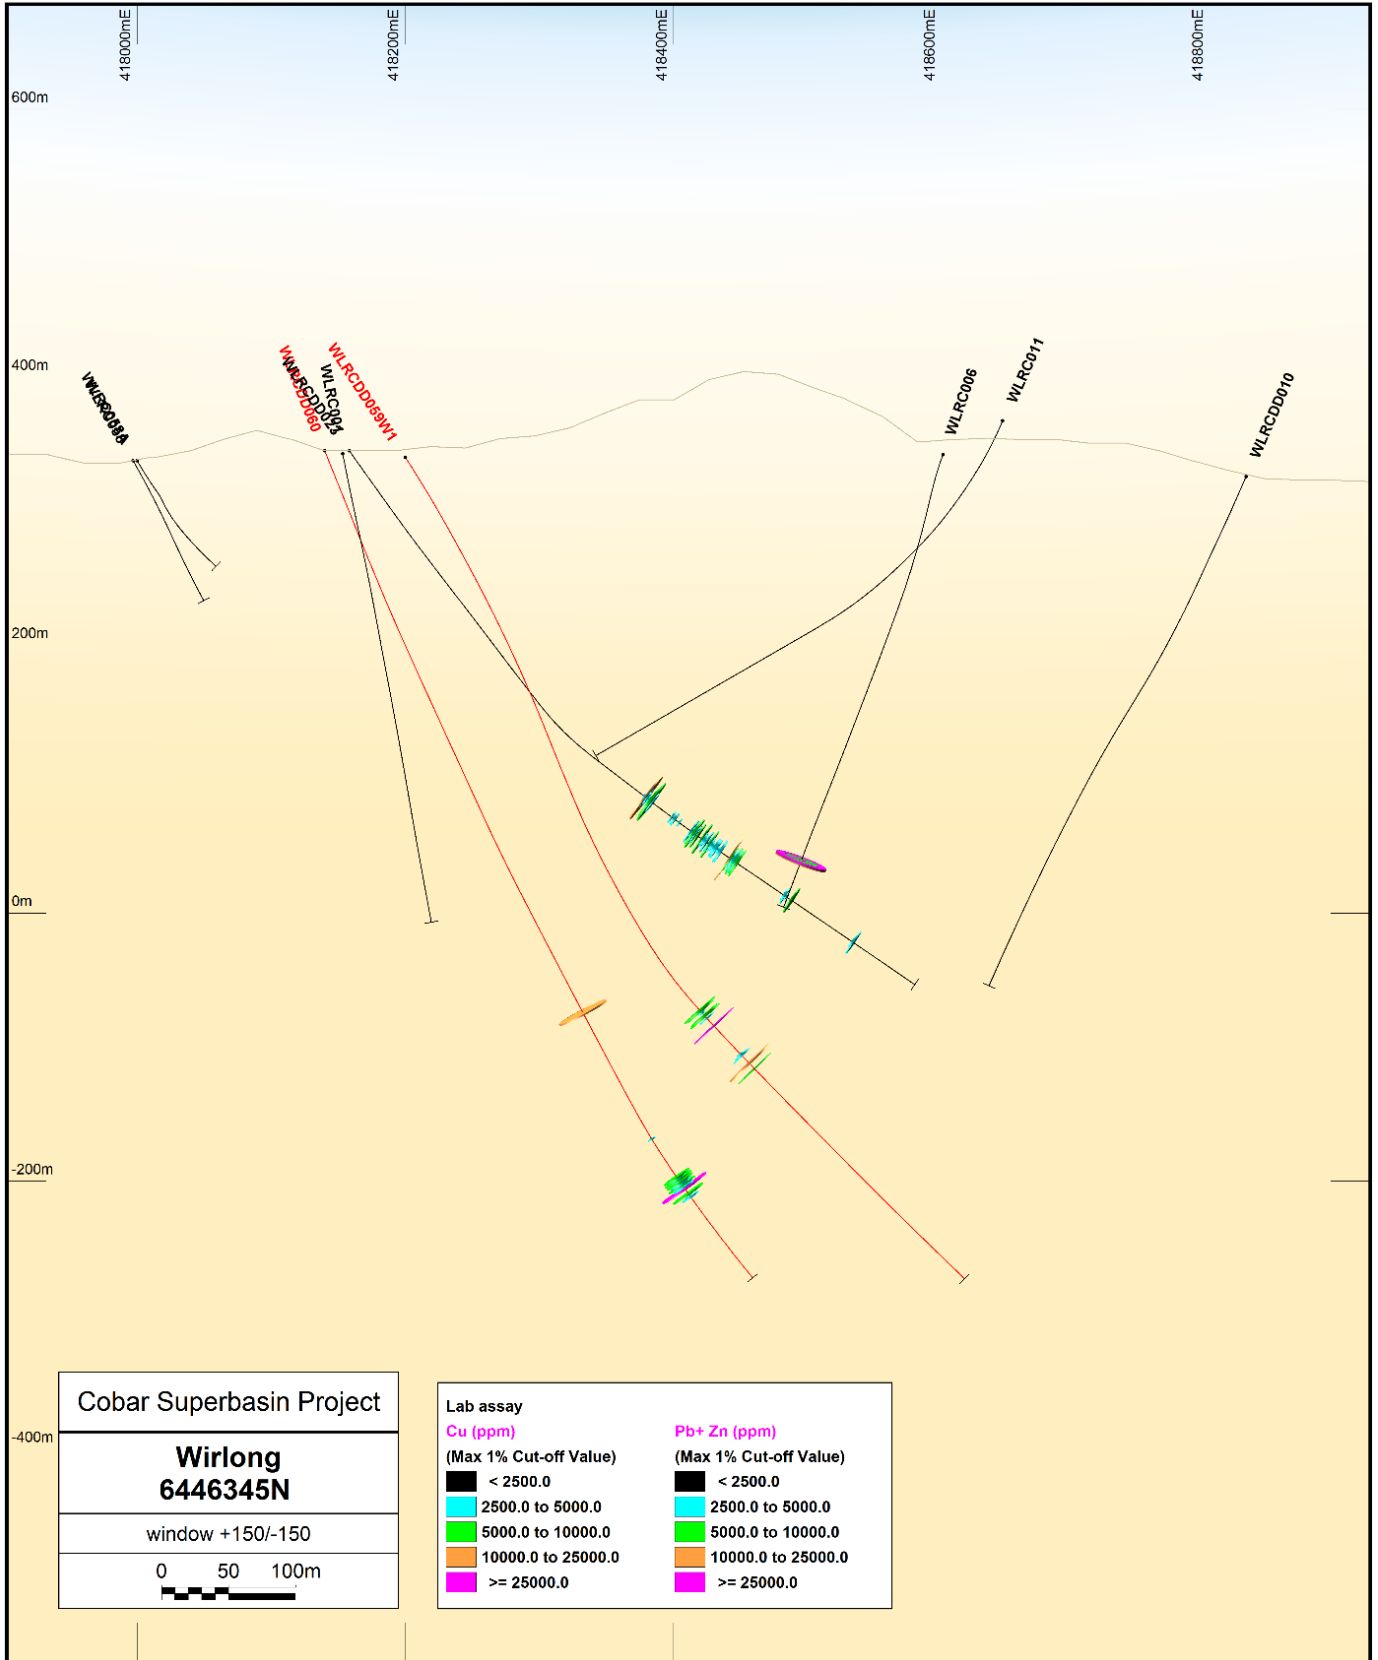 418000mE
418200mE
418400mE
418600mE
418800mE
600m
400m
200m
0m
-200m
-400m
WLRCDD060
WLRCDD023
WLRC001
WLRCDD059W1
WLRC006
WLRC011
WLRCDD010
Cobar Superbasin Project
Wirlong
6446345N
window +150/-150
0 50 100m
Lab assay
Cu (ppm)
(Max 1% Cut-off Value)
< 2500.0
2500.0 to 5000.0
5000.0 to 10000.0
10000.0 to 25000.0
>= 25000.0
Pb+ Zn (ppm)
(Max 1% Cut-off Value)
< 2500.0
2500.0 to 5000.0
5000.0 to 10000.0
10000.0 to 25000.0
>= 25000.0